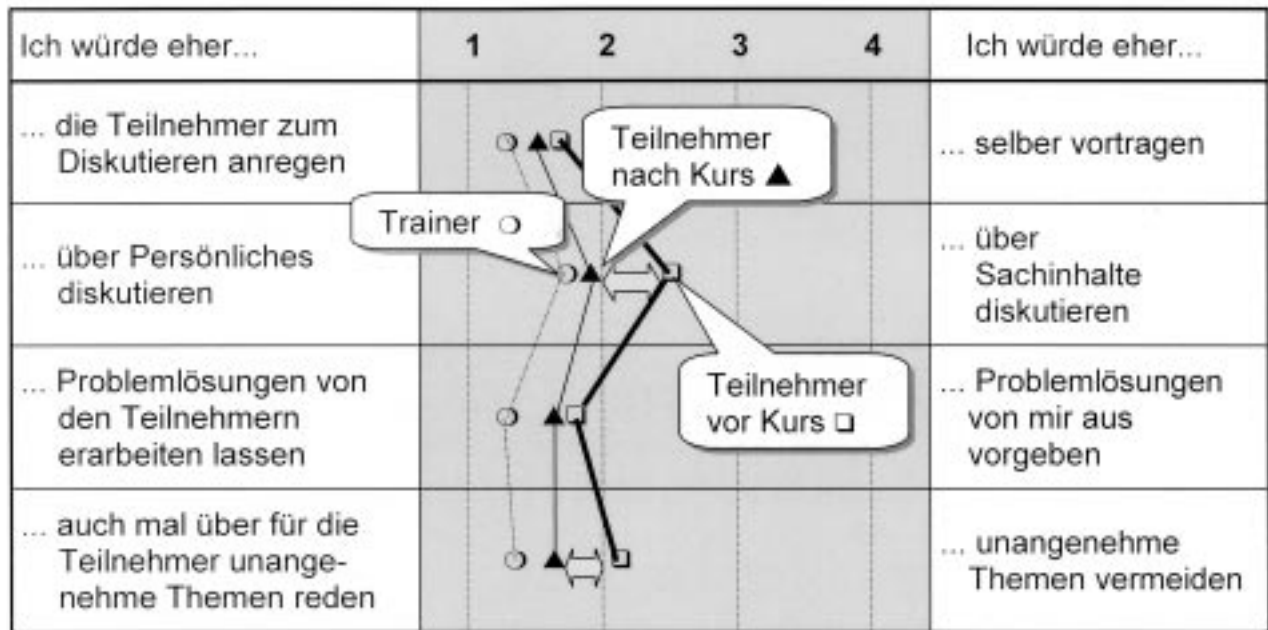 Ich würde eher...
1 2 3 4
Ich würde eher...
... die Teilnehmer zum
Diskutieren anregen
Teilnehmer
nach Kurs ▲
... selber vortragen
Trainer ○
... über Persönliches
diskutieren
... über
Sachinhalte
diskutieren
... Problemlösungen von
den Teilnehmern
erarbeiten lassen
Teilnehmer
vor Kurs ❑
... Problemlösungen
von mir aus
vorgeben
... auch mal über für die
Teilnehmer unange-
nehme Themen reden
... unangenehme
Themen vermeiden